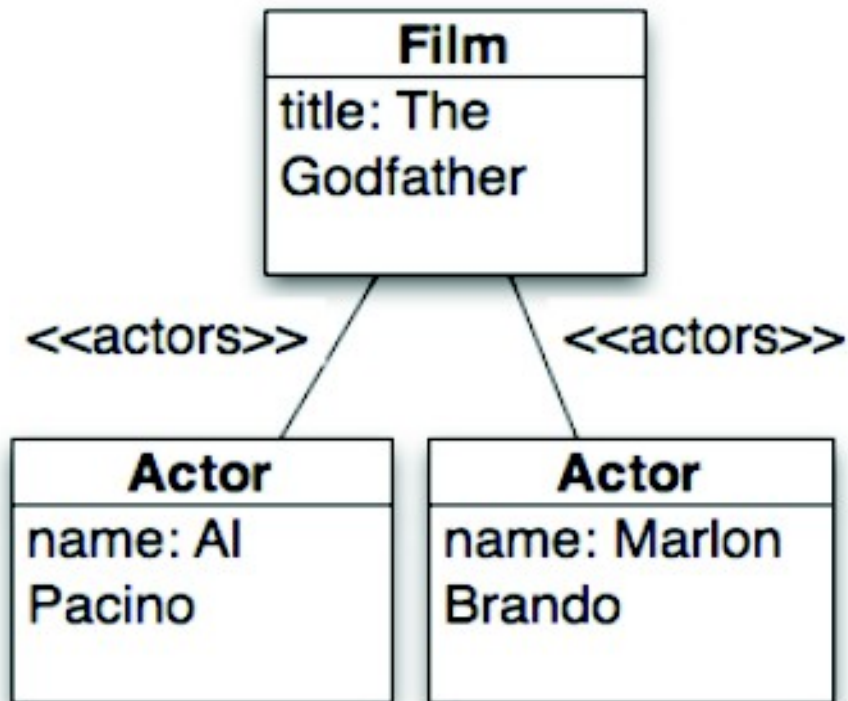 Film
title: The
Godfather
<<actors>> <<actors>>
Actor
name: Al
Pacino
Actor
name: Marlon
Brando